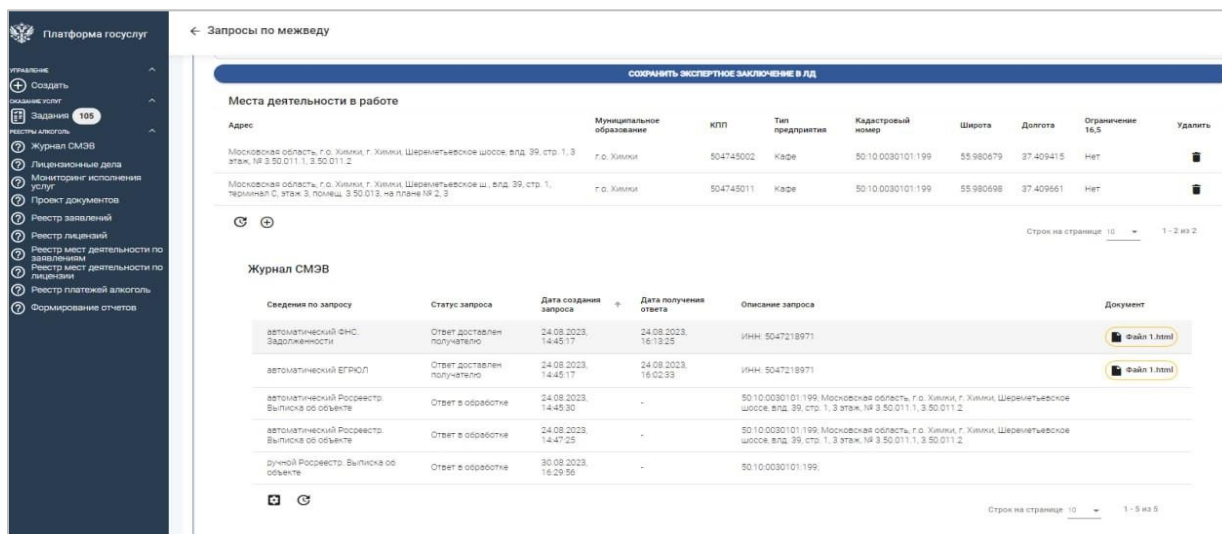 Платформа госуслуг
← Запросы по межведу
УПРАВЛЕНИЕ
Создать
ОКАЗАНИЕ УСЛУГ
Задания 105
РЕЕСТРЫ АЛКОГОЛЬ
Журнал СМЭВ
Лицензионные дела
Мониторинг исполнения
услуг
Проект документов
Реестр заявлений
Реестр лицензий
Реестр мест деятельности по
заявлениям
Реестр мест деятельности по
лицензии
Реестр платежей алкоголь
Формирование отчетов
СОХРАНИТЬ ЭКСПЕРТНОЕ ЗАКЛЮЧЕНИЕ В ЛД
Места деятельности в работе
Адрес Муниципальное образование КПП Тип предприятия Кадастровый номер Широта Долгота Ограничение 16,5 Удалить
Московская область, г.о. Химки, г. Химки, Шереметьевское шоссе, влд. 39, стр. 1, 3
этаж, № 3.50.011.1, 3.50.011.2 г.о. Химки 504745002 Кафе 50:10:0030101:199 55.980679 37.409415 Нет
Московская область, г.о. Химки, г. Химки, Шереметьевское ш., влд. 39, стр. 1,
терминал С, этаж 3, помещ. 3.50.013, на плане № 2, 3 г.о. Химки 504745011 Кафе 50:10:0030101:199 55.980698 37.409661 Нет
Строк на странице 10 1 - 2 из 2
Журнал СМЭВ
Сведения по запросу Статус запроса Дата создания запроса Дата получения ответа Описание запроса Документ
автоматический ФНС. Задолженности Ответ доставлен получателю 24.08.2023, 14:45:17 24.08.2023, 16:13:25 ИНН: 5047218971 Файл 1.html
автоматический ЕГРЮЛ Ответ доставлен получателю 24.08.2023, 14:45:17 24.08.2023, 16:02:33 ИНН: 5047218971 Файл 1.html
автоматический Росреестр. Выписка об объекте Ответ в обработке 24.08.2023, 14:45:30 - 50:10:0030101:199, Московская область, г.о. Химки, г. Химки, Шереметьевское
шоссе, влд. 39, стр. 1, 3 этаж, № 3.50.011.1, 3.50.011.2
автоматический Росреестр. Выписка об объекте Ответ в обработке 24.08.2023, 14:47:25 - 50:10:0030101:199, Московская область, г.о. Химки, г. Химки, Шереметьевское
шоссе, влд. 39, стр. 1, 3 этаж, № 3.50.011.1, 3.50.011.2
ручной Росреестр. Выписка об объекте Ответ в обработке 30.08.2023, 16:29:56 - 50:10:0030101:199,
Строк на странице 10 1 - 5 из 5